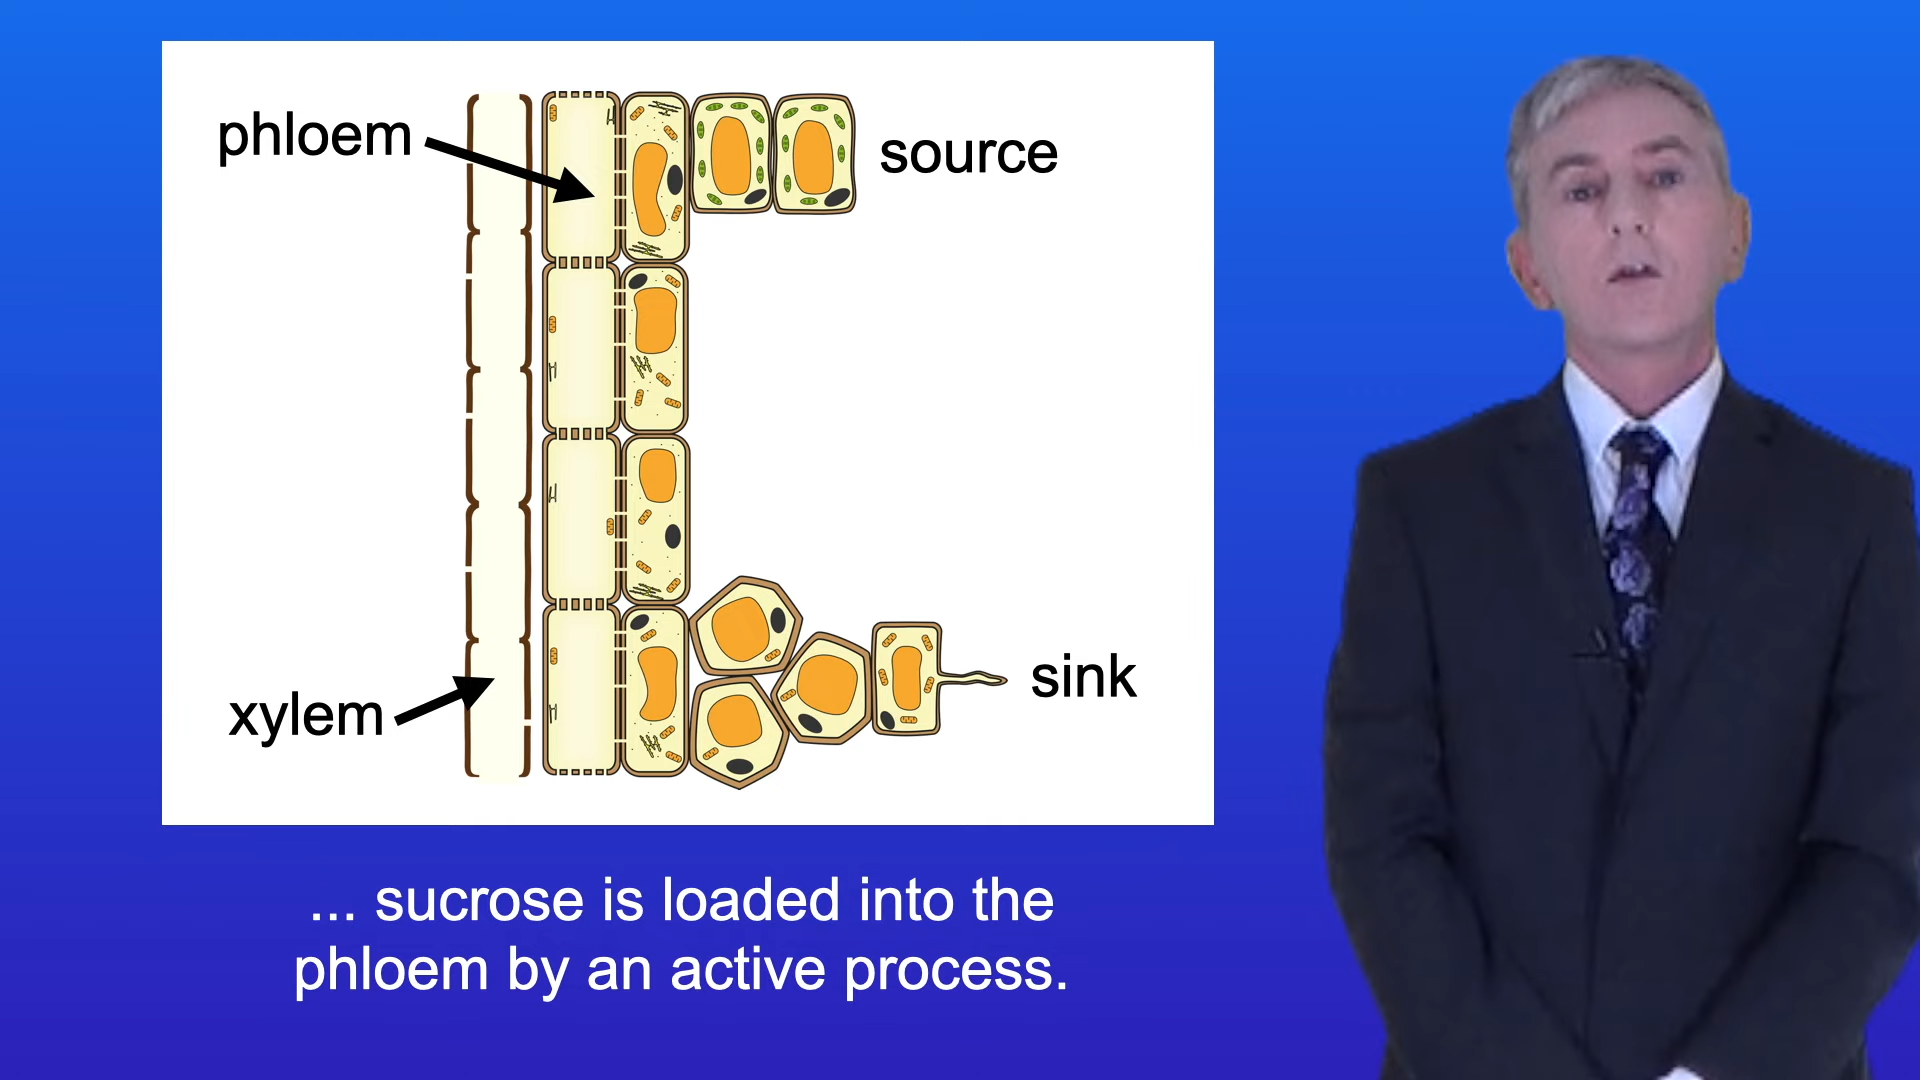 phloem
source
sink
xylem
... sucrose is loaded into the
phloem by an active process.